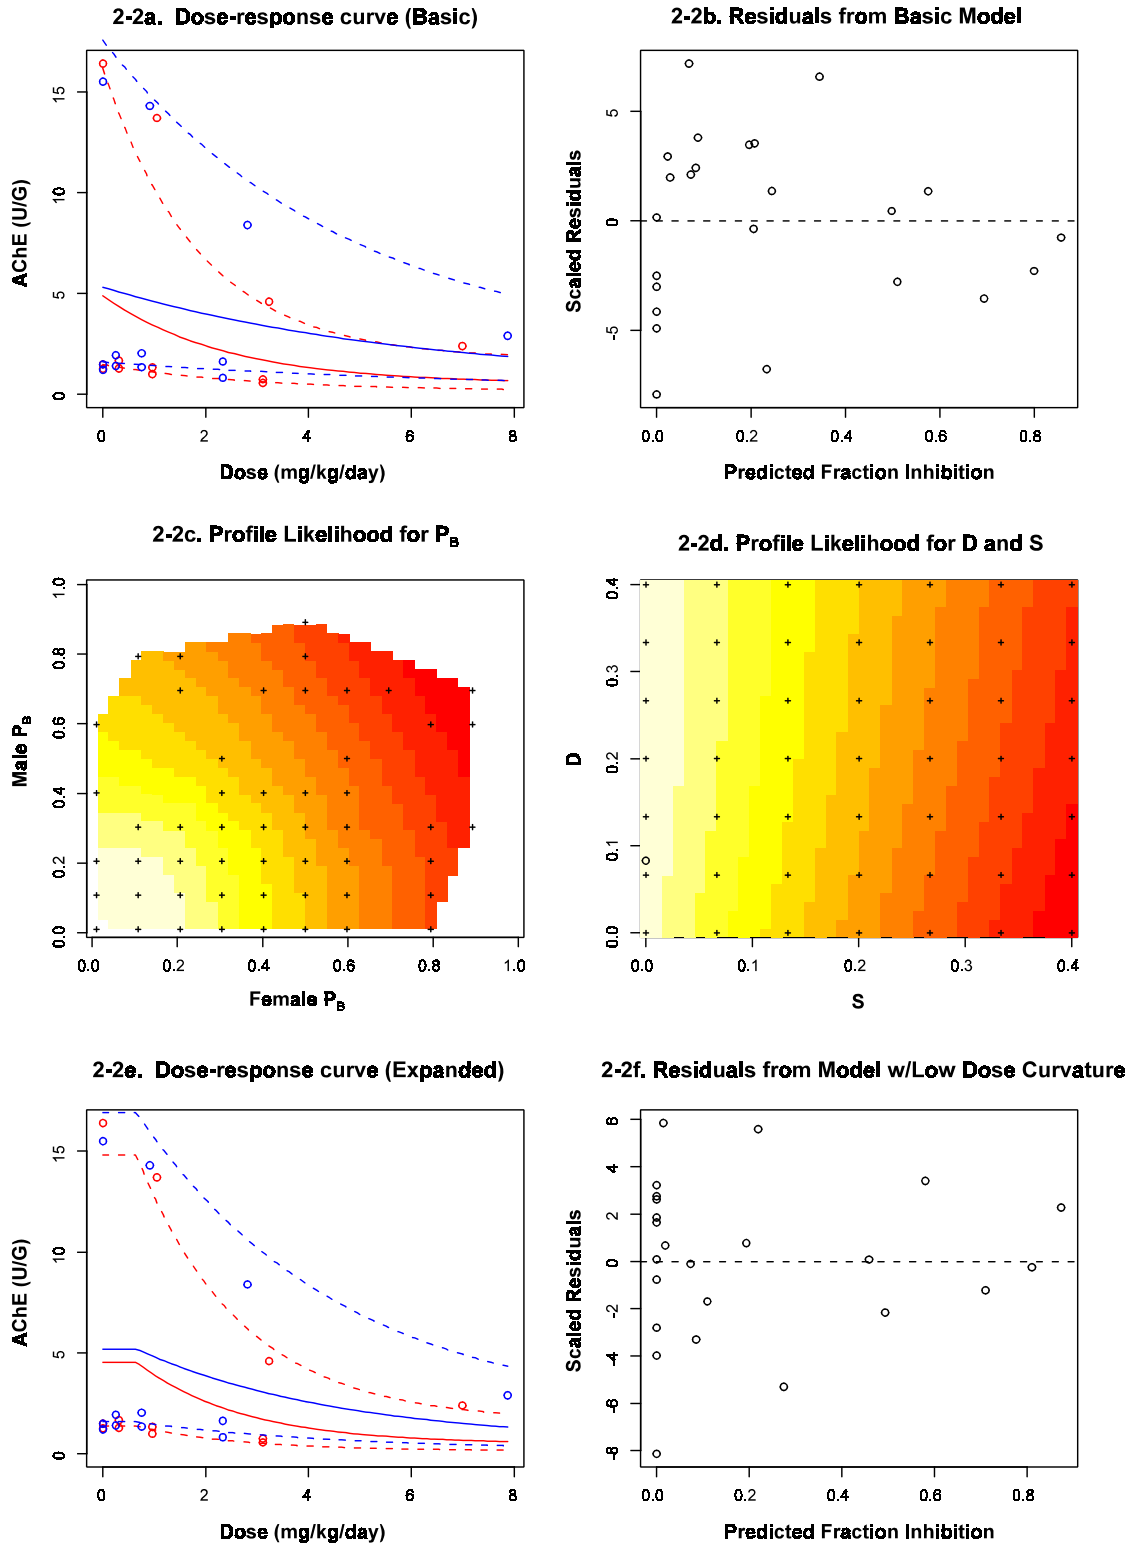 2-2a. Dose-response curve (Basic)
15
10
5
0
AChE (U/G)
0 2 4 6 8
Dose (mg/kg/day)
2-2b. Residuals from Basic Model
5
0
-5
Scaled Residuals
0.0 0.2 0.4 0.6 0.8
Predicted Fraction Inhibition
2-2c. Profile Likelihood for PB
1.0
0.8
0.6
0.4
0.2
0.0
Male PB
0.0 0.2 0.4 0.6 0.8 1.0
Female PB
2-2d. Profile Likelihood for D and S
0.4
0.3
0.2
0.1
0.0
D
0.0 0.1 0.2 0.3 0.4
S
2-2e. Dose-response curve (Expanded)
15
10
5
0
AChE (U/G)
0 2 4 6 8
Dose (mg/kg/day)
2-2f. Residuals from Model w/Low Dose Curvature
6
4
2
0
-2
-4
-6
-8
Scaled Residuals
0.0 0.2 0.4 0.6 0.8
Predicted Fraction Inhibition